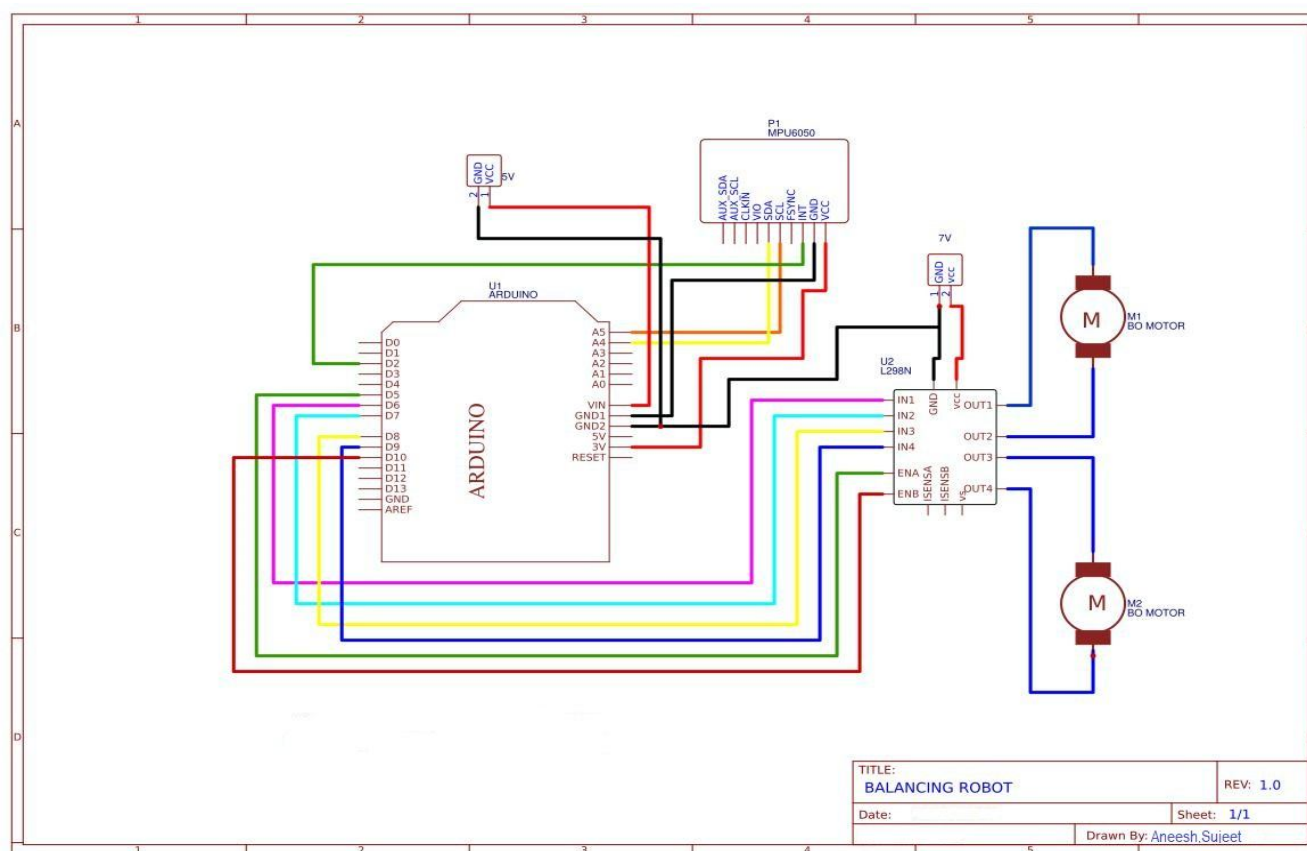 1 2 3 4 5
A
B
C
D
P1
MPU6050
AUX_SDA
AUX_SCL
CLKIN
VIO
SDA
SCL
FSYNC
INT
GND
VCC
GND
VCC
5V
2 1
7V
GND
vcc
1 2
U1
ARDUINO
ARDUINO
D0
D1
D2
D3
D4
D5
D6
D7
D8
D9
D10
D11
D12
D13
GND
AREF
A5
A4
A3
A2
A1
A0
VIN
GND1
GND2
5V
3V
RESET
U2
L298N
IN1
IN2
IN3
IN4
ENA
ENB
GND
vcc
OUT1
OUT2
OUT3
OUT4
ISENSA
ISENSB
VS
M
M1
BO MOTOR
M
M2
BO MOTOR
TITLE:
BALANCING ROBOT
REV: 1.0
Date:
Sheet: 1/1
Drawn By: Aneesh,Sujeet
1 2 3 4 5